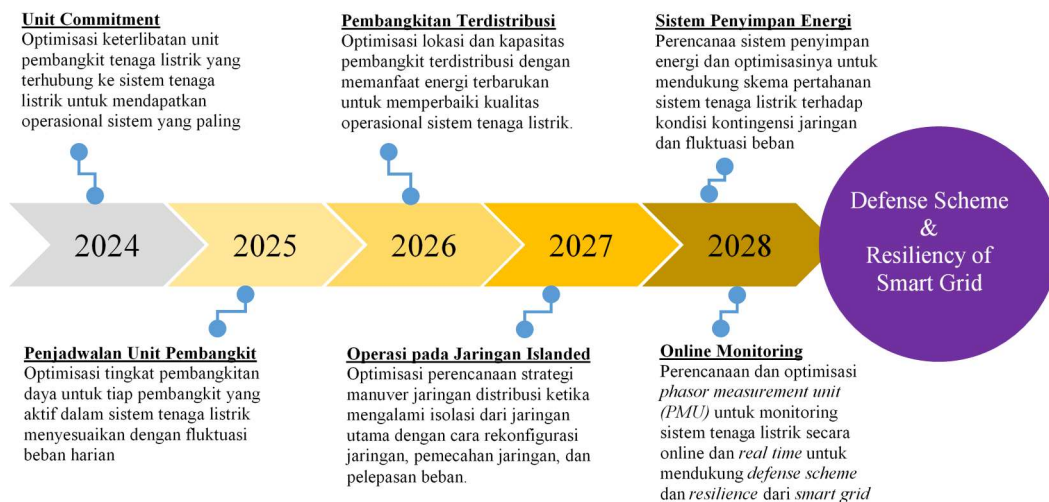 Unit Commitment
Optimisasi keterlibatan unit
pembangkit tenaga listrik yang
terhubung ke sistem tenaga
listrik untuk mendapatkan
operasional sistem yang paling
Pembangkitan Terdistribusi
Optimisasi lokasi dan kapasitas
pembangkit terdistribusi dengan
memanfaat energi terbarukan
untuk memperbaiki kualitas
operasional sistem tenaga listrik.
Sistem Penyimpan Energi
Perencanaa sistem penyimpan
energi dan optimisasinya untuk
mendukung skema pertahanan
sistem tenaga listrik terhadap
kondisi kontingensi jaringan
dan fluktuasi beban
2024
2025
2026
2027
2028
Defense Scheme
&
Resiliency of
Smart Grid
Penjadwalan Unit Pembangkit
Optimisasi tingkat pembangkitan
daya untuk tiap pembangkit yang
aktif dalam sistem tenaga listrik
menyesuaikan dengan fluktuasi
beban harian
Operasi pada Jaringan Islanded
Optimisasi perencanaan strategi
manuver jaringan distribusi ketika
mengalami isolasi dari jaringan
utama dengan cara rekonfigurasi
jaringan, pemecahan jaringan, dan
pelepasan beban.
Online Monitoring
Perencanaan dan optimisasi
phasor measurement unit
(PMU) untuk monitoring
sistem tenaga listrik secara
online dan real time untuk
mendukung defense scheme
dan resilience dari smart grid